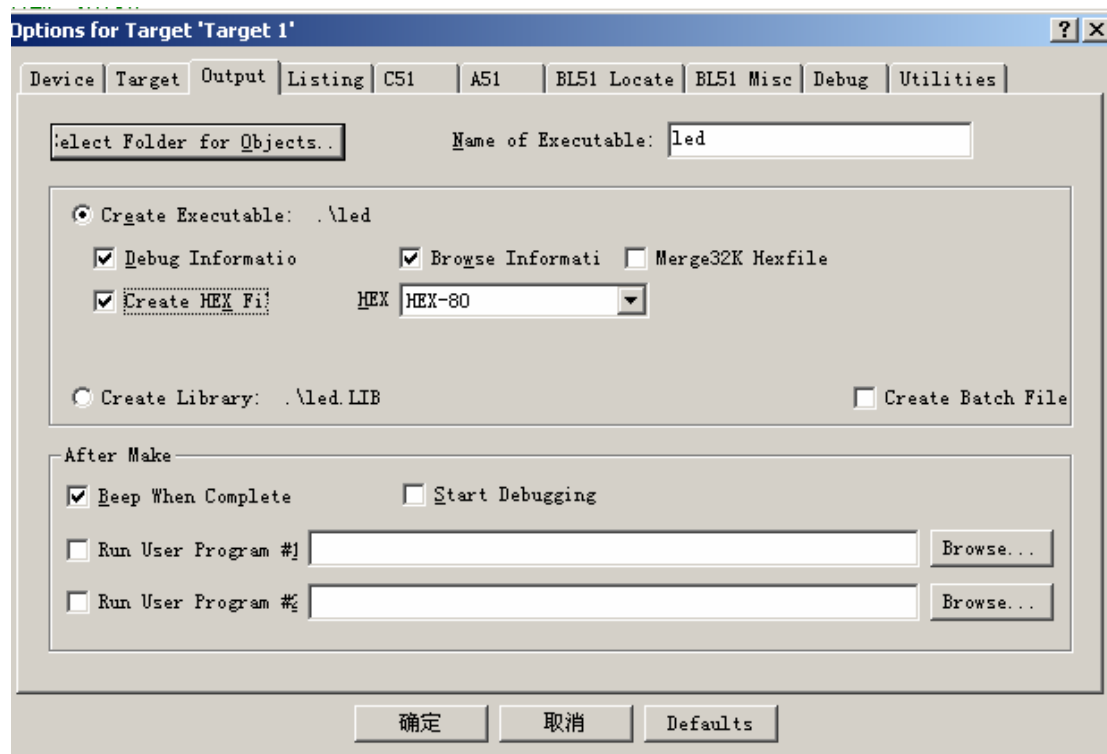 Options for Target 'Target 1'
Device Target Output Listing C51 A51 BL51 Locate BL51 Misc Debug Utilities
elect Folder for Objects.. Name of Executable: led
Create Executable: .\led
Debug Informatio Browse Informati Merge32K Hexfile
Create HEX Fi HEX HEX-80
Create Library: .\led.LIB Create Batch File
After Make
Beep When Complete Start Debugging
Run User Program #1 Browse...
Run User Program #2 Browse...
确定 取消 Defaults